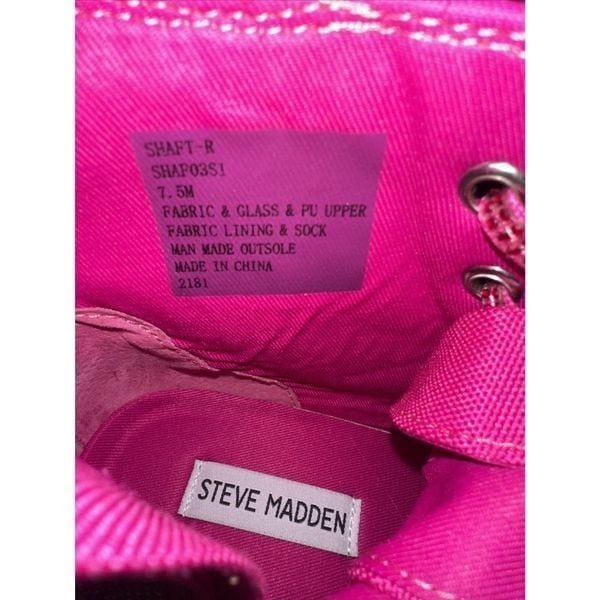 SHAFT-R
SHAF03S1
7.5M
FABRIC & GLASS & PU UPPER
FABRIC LINING & SOCK
MAN MADE OUTSOLE
MADE IN CHINA
2181
STEVE MADDEN